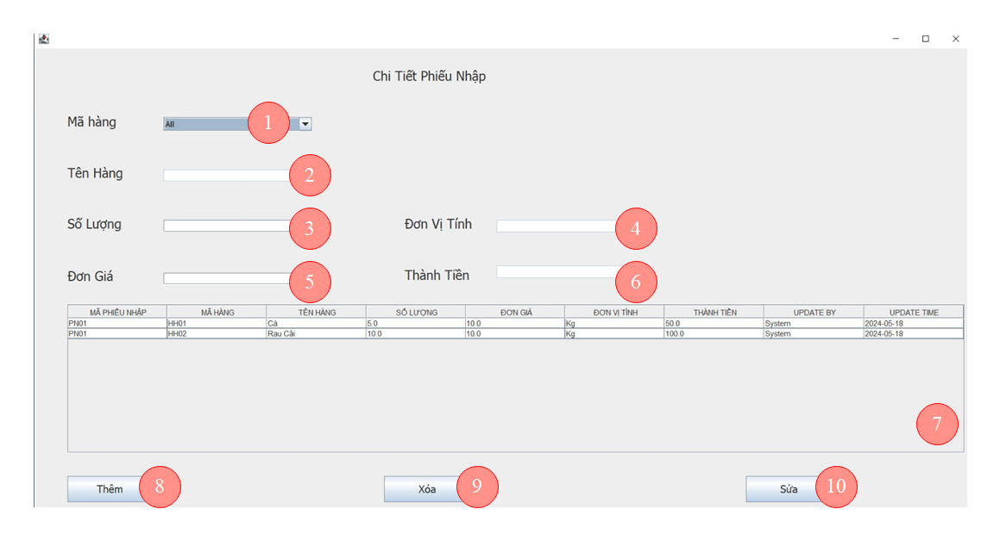 Chi Tiết Phiếu Nhập
Mã hàng All 1
Tên Hàng 2
Số Lượng 3 Đơn Vị Tính 4
Đơn Giá 5 Thành Tiền 6
MÃ PHIẾU NHẬP MÃ HÀNG TÊN HÀNG SỐ LƯỢNG ĐƠN GIÁ ĐƠN VỊ TÍNH THÀNH TIỀN UPDATE BY UPDATE TIME
PN01 HH01 Cá 5.0 10.0 Kg 50.0 System 2024-05-18
PN01 HH02 Rau Cải 10.0 10.0 Kg 100.0 System 2024-05-18
7
Thêm 8 Xóa 9 Sửa 10